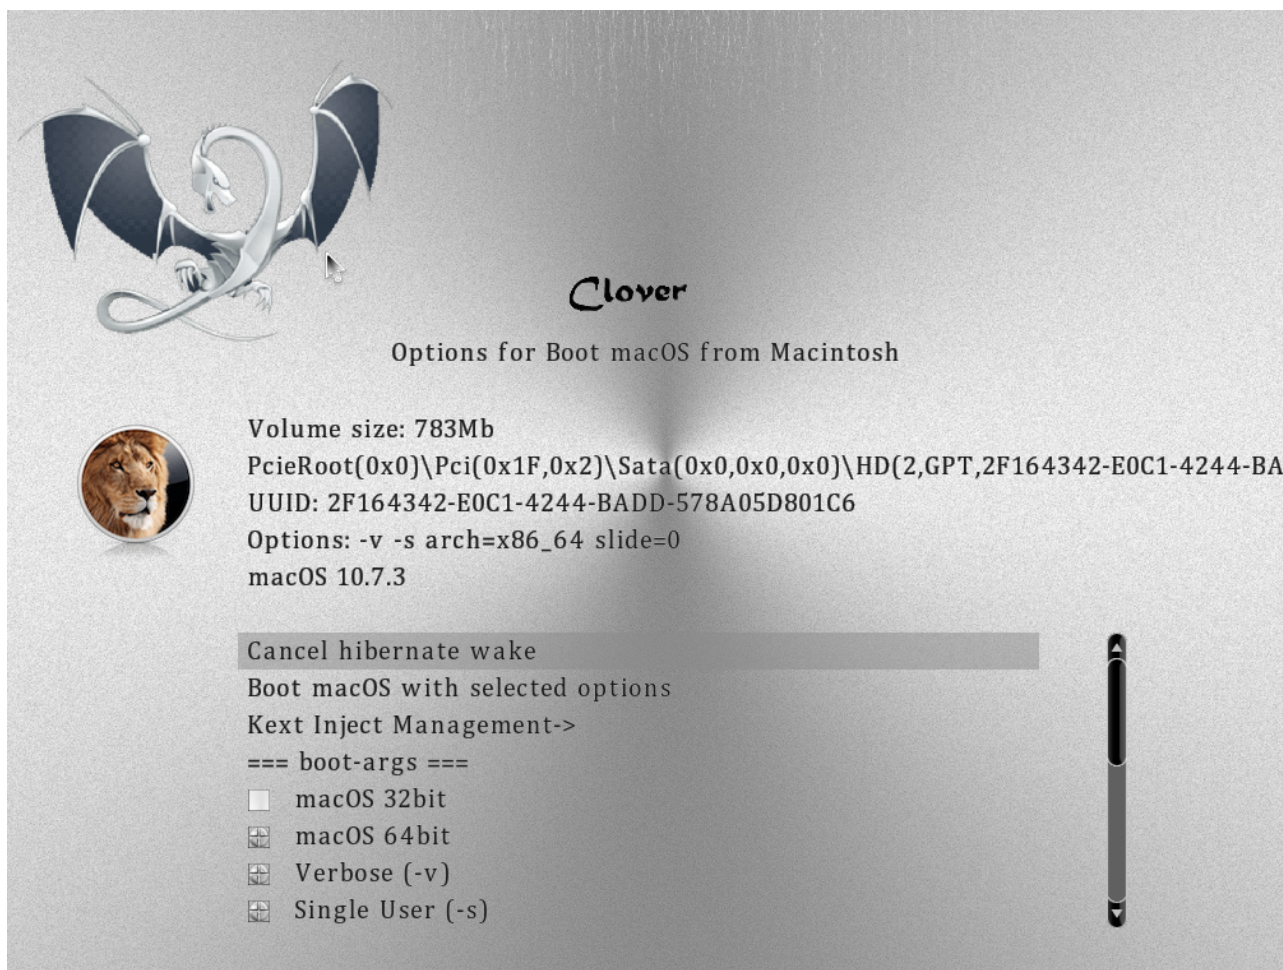 Clover
Options for Boot macOS from Macintosh
Volume size: 783Mb
PcieRoot(0x0)\Pci(0x1F,0x2)\Sata(0x0,0x0,0x0)\HD(2,GPT,2F164342-E0C1-4244-BA
UUID: 2F164342-E0C1-4244-BADD-578A05D801C6
Options: -v -s arch=x86_64 slide=0
macOS 10.7.3
Cancel hibernate wake
Boot macOS with selected options
Kext Inject Management->
=== boot-args ===
macOS 32bit
macOS 64bit
Verbose (-v)
Single User (-s)